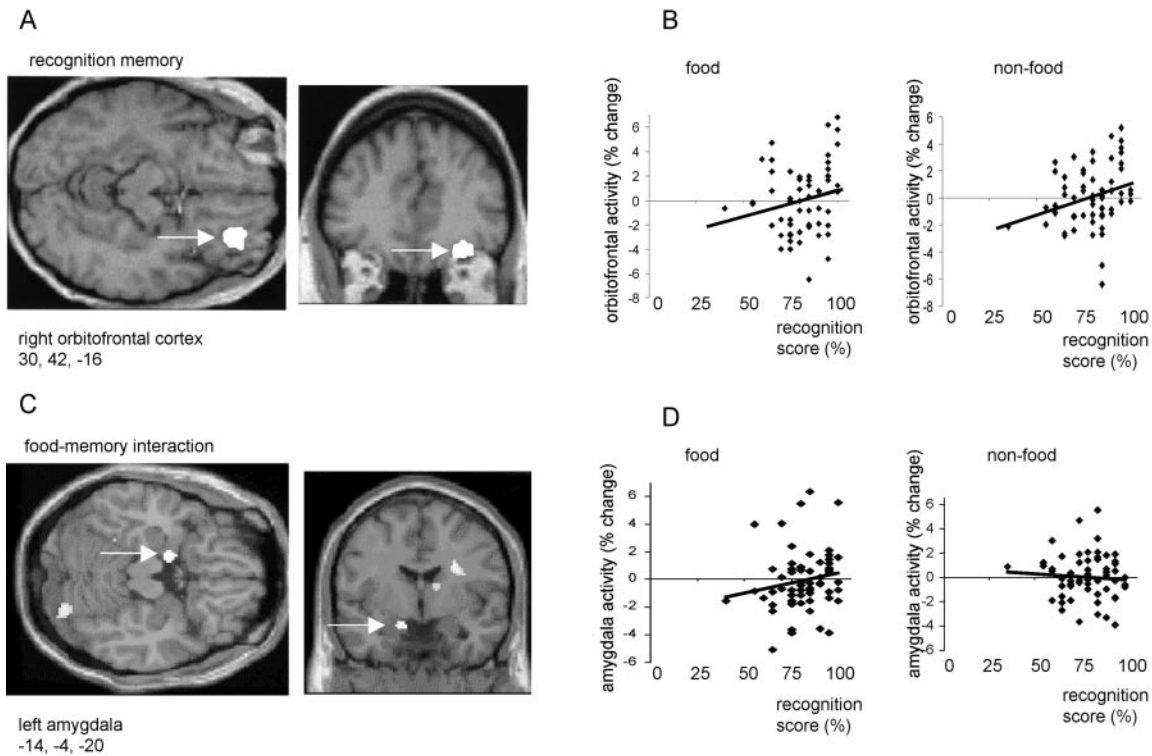 A
recognition memory
right orbitofrontal cortex
30, 42, -16
B
food
orbitofrontal activity (% change)
6
4
2
0
-2
-4
-6
-8
0 25 50 75 100
recognition
score (%)
non-food
orbitofrontal activity (% change)
6
4
2
0
-2
-4
-6
-8
0 25 50 75 100
recognition
score (%)
C
food-memory interaction
left amygdala
-14, -4, -20
D
food
amygdala activity (% change)
6
4
2
0
-2
-4
-6
0 25 50 75 100
recognition
score (%)
non-food
amygdala activity (% change)
6
4
2
0
-2
-4
-6
0 25 50 75 100
recognition
score (%)